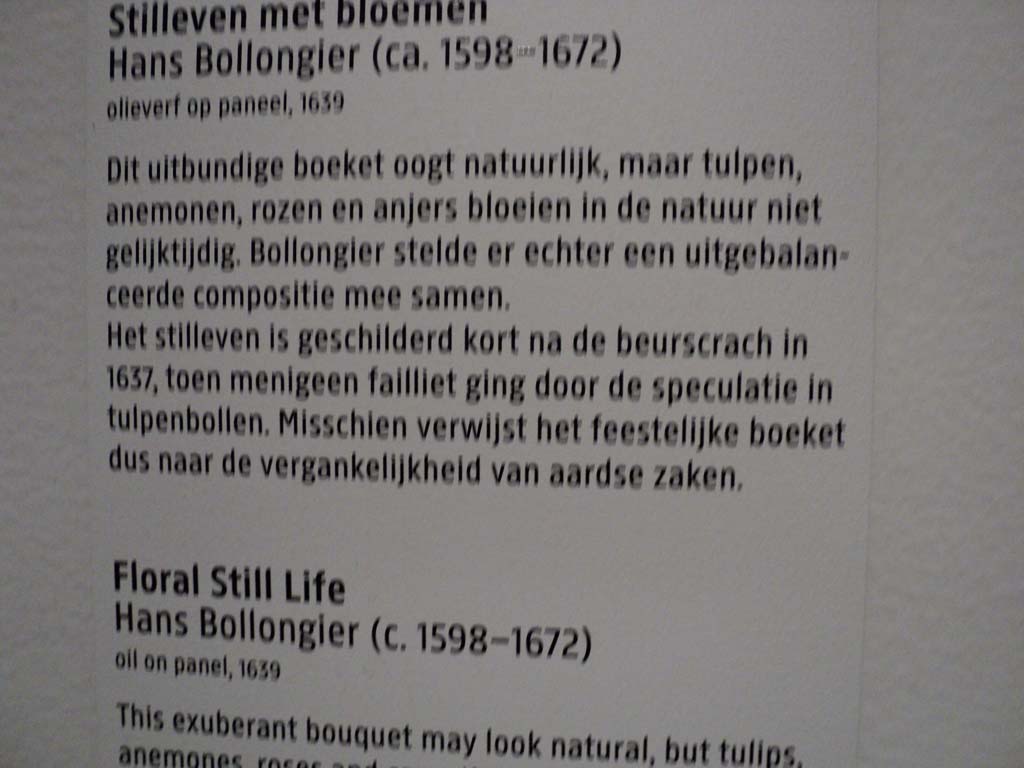 Stilleven met bloemen
Hans Bollongier (ca. 1598–1672)
olieverf op paneel, 1639
Dit uitbundige boeket oogt natuurlijk, maar tulpen,
anemonen, rozen en anjers bloeien in de natuur niet
gelijktijdig. Bollongier stelde er echter een uitgebalan-
ceerde compositie mee samen.
Het stilleven is geschilderd kort na de beurscrach in
1637, toen menigeen failliet ging door de speculatie in
tulpenbollen. Misschien verwijst het feestelijke boeket
dus naar de vergankelijkheid van aardse zaken.
Floral Still Life
Hans Bollongier (c. 1598–1672)
oil on panel, 1639
This exuberant bouquet may look natural, but tulips,
anemones, roses and